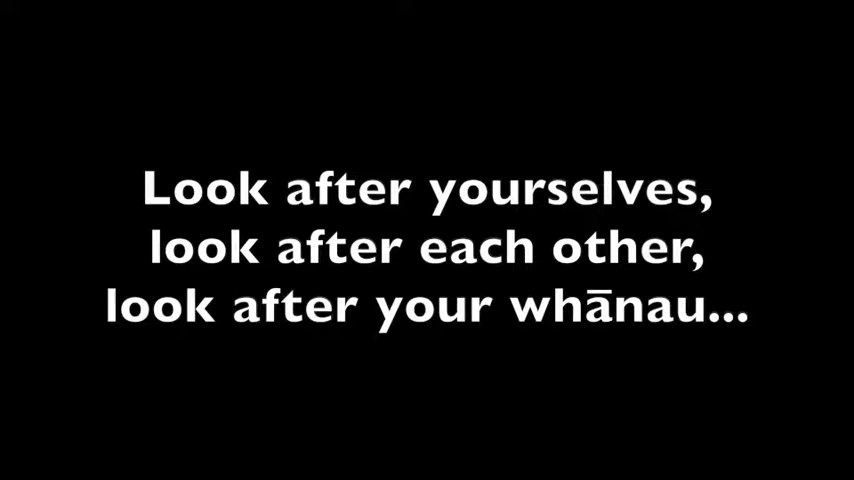 Look after yourselves,
look after each other,
look after your whānau...